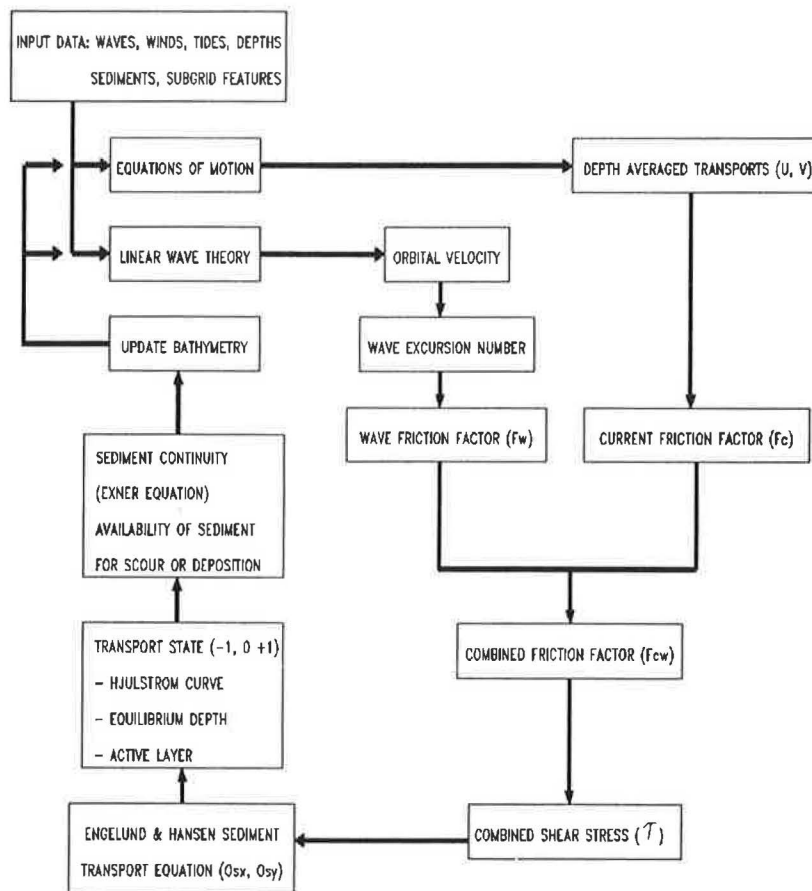 INPUT DATA: WAVES, WINDS, TIDES, DEPTHS
SEDIMENTS, SUBGRID FEATURES
EQUATIONS OF MOTION
DEPTH AVERAGED TRANSPORTS (U, V)
LINEAR WAVE THEORY
ORBITAL VELOCITY
UPDATE BATHYMETRY
WAVE EXCURSION NUMBER
WAVE FRICTION FACTOR (Fw)
CURRENT FRICTION FACTOR (Fc)
SEDIMENT CONTINUITY
(EXNER EQUATION)
AVAILABILITY OF SEDIMENT
FOR SCOUR OR DEPOSITION
TRANSPORT STATE (-1, 0 +1)
- HJULSTROM CURVE
- EQUILIBRIUM DEPTH
- ACTIVE LAYER
COMBINED FRICTION FACTOR (Fcw)
ENGELUND & HANSEN SEDIMENT
TRANSPORT EQUATION (Qsx, Qsy)
COMBINED SHEAR STRESS (τ)